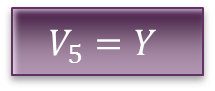 V₅ = Y